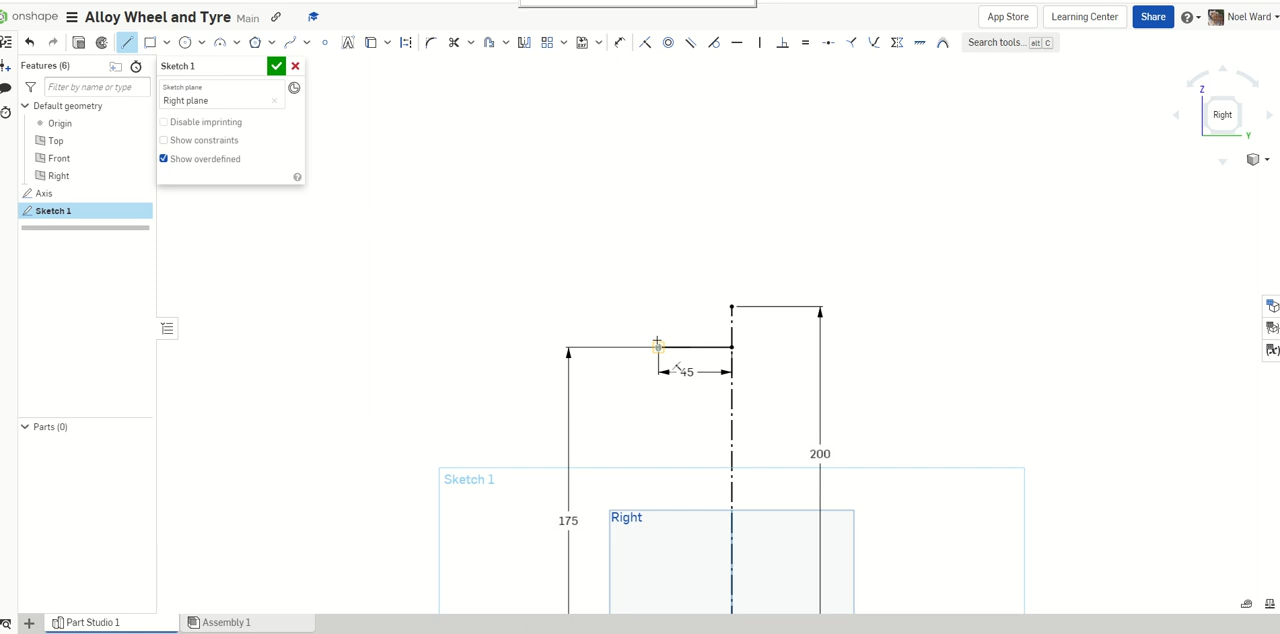 onshape Alloy Wheel and Tyre Main App Store Learning Center Share Noel Ward
Search tools... alt C
Features (6)
Filter by name or type
Default geometry
Origin
Top
Front
Right
Axis
Sketch 1
Parts (0)
Sketch 1
Sketch plane
Right plane
Disable imprinting
Show constraints
Show overdefined
Z
Right
Y
45
200
175
Sketch 1
Right
Part Studio 1 Assembly 1